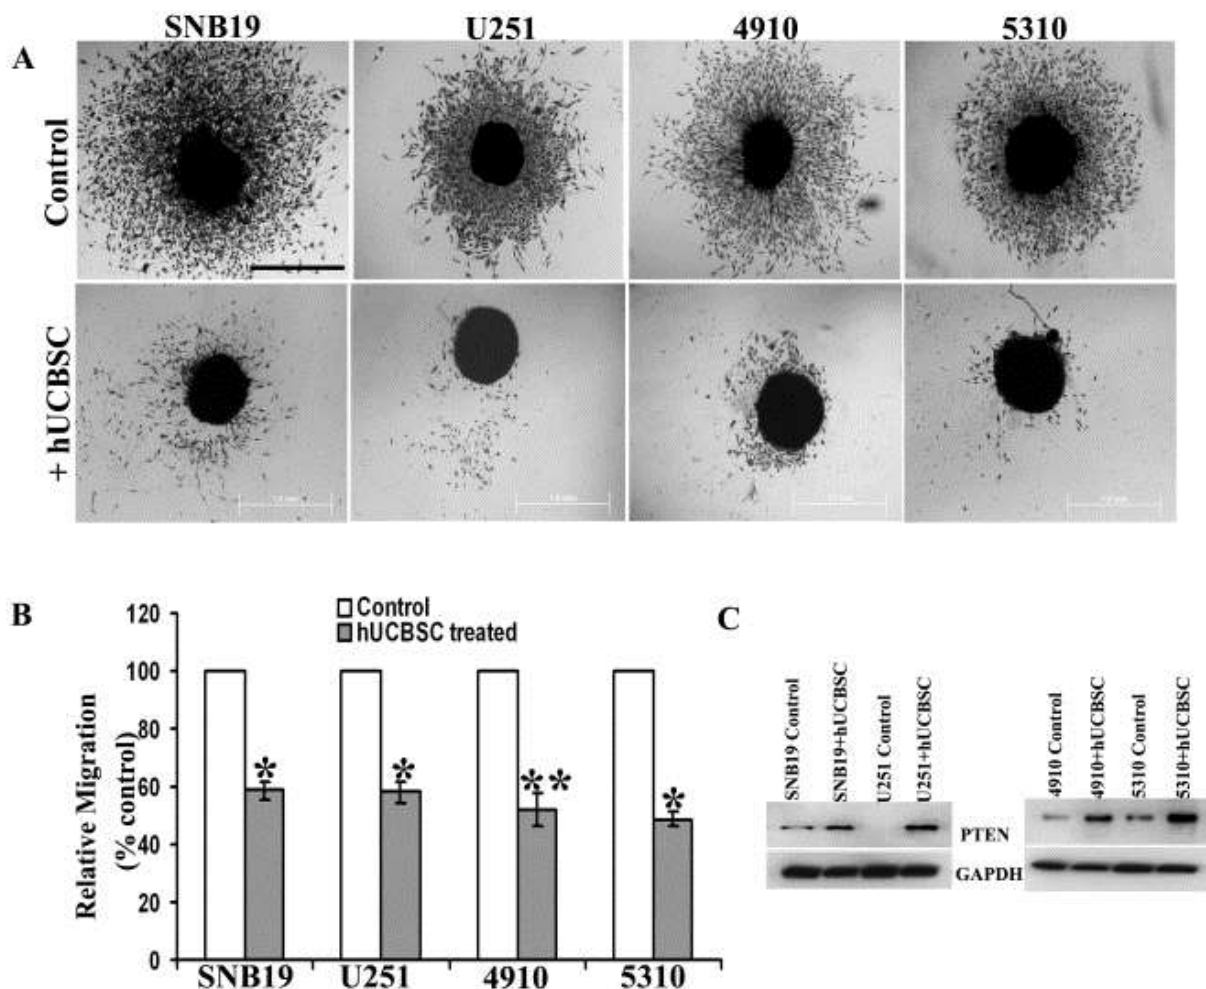 SNB19 U251 4910 5310
A
Control
+ hUCBSC
B
Control
hUCBSC treated
Relative Migration
(% control)
120
100
80
60
40
20
0
* * ** *
SNB19 U251 4910 5310
C
SNB19 Control
SNB19+hUCBSC
U251 Control
U251+hUCBSC
4910 Control
4910+hUCBSC
5310 Control
5310+hUCBSC
PTEN
GAPDH